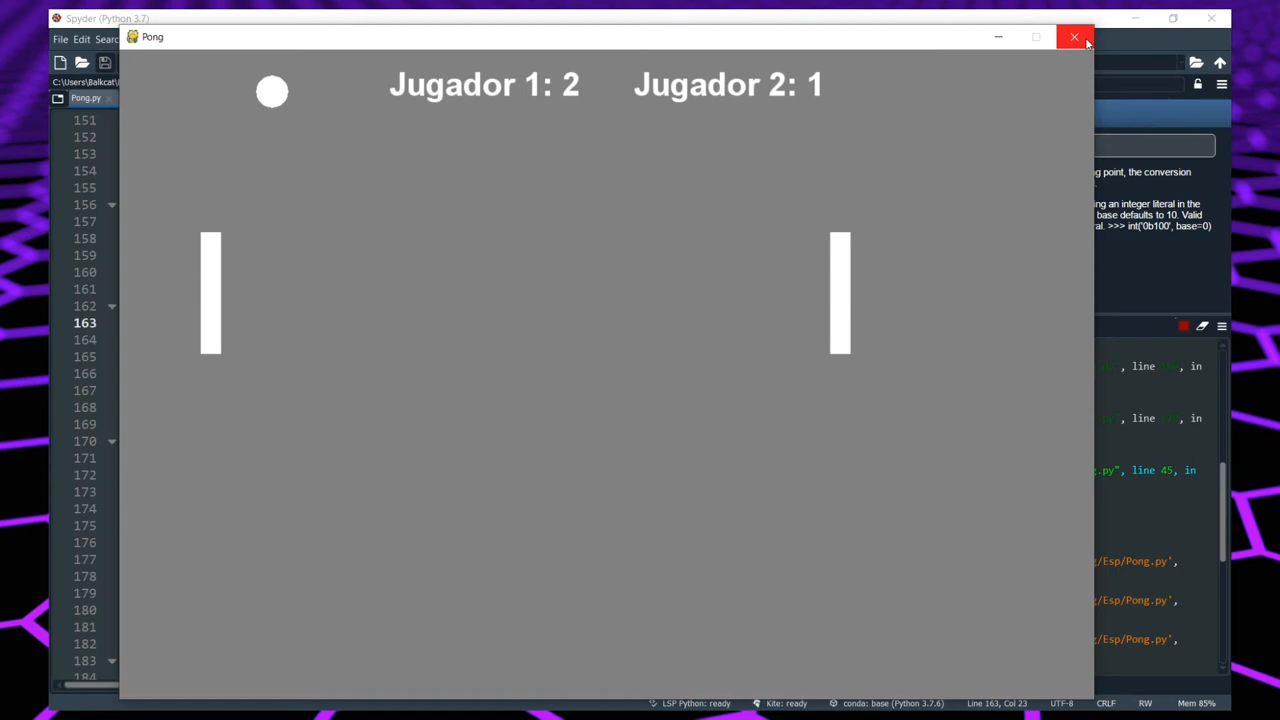 Spyder (Python 3.7)
Pong
File Edit
C:\Users\Balkcat\
Pong.py
Jugador 1: 2 Jugador 2: 1
151
152
153
154
155
156
157
158
159
160
161
162
163
164
165
166
167
168
169
170
171
172
173
174
175
176
177
178
179
180
181
182
183
184
point, the conversion
ing an integer literal in the
base defaults to 10. Valid
ral. >>> int('0b100', base=0)
", line , in
", line , in
.py", line 45, in
/Esp/Pong.py',
/Esp/Pong.py',
/Esp/Pong.py',
LSP Python: ready Kite: ready conda: base (Python 3.7.6) Line 163, Col 23 UTF-8 CRLF RW Mem 85%